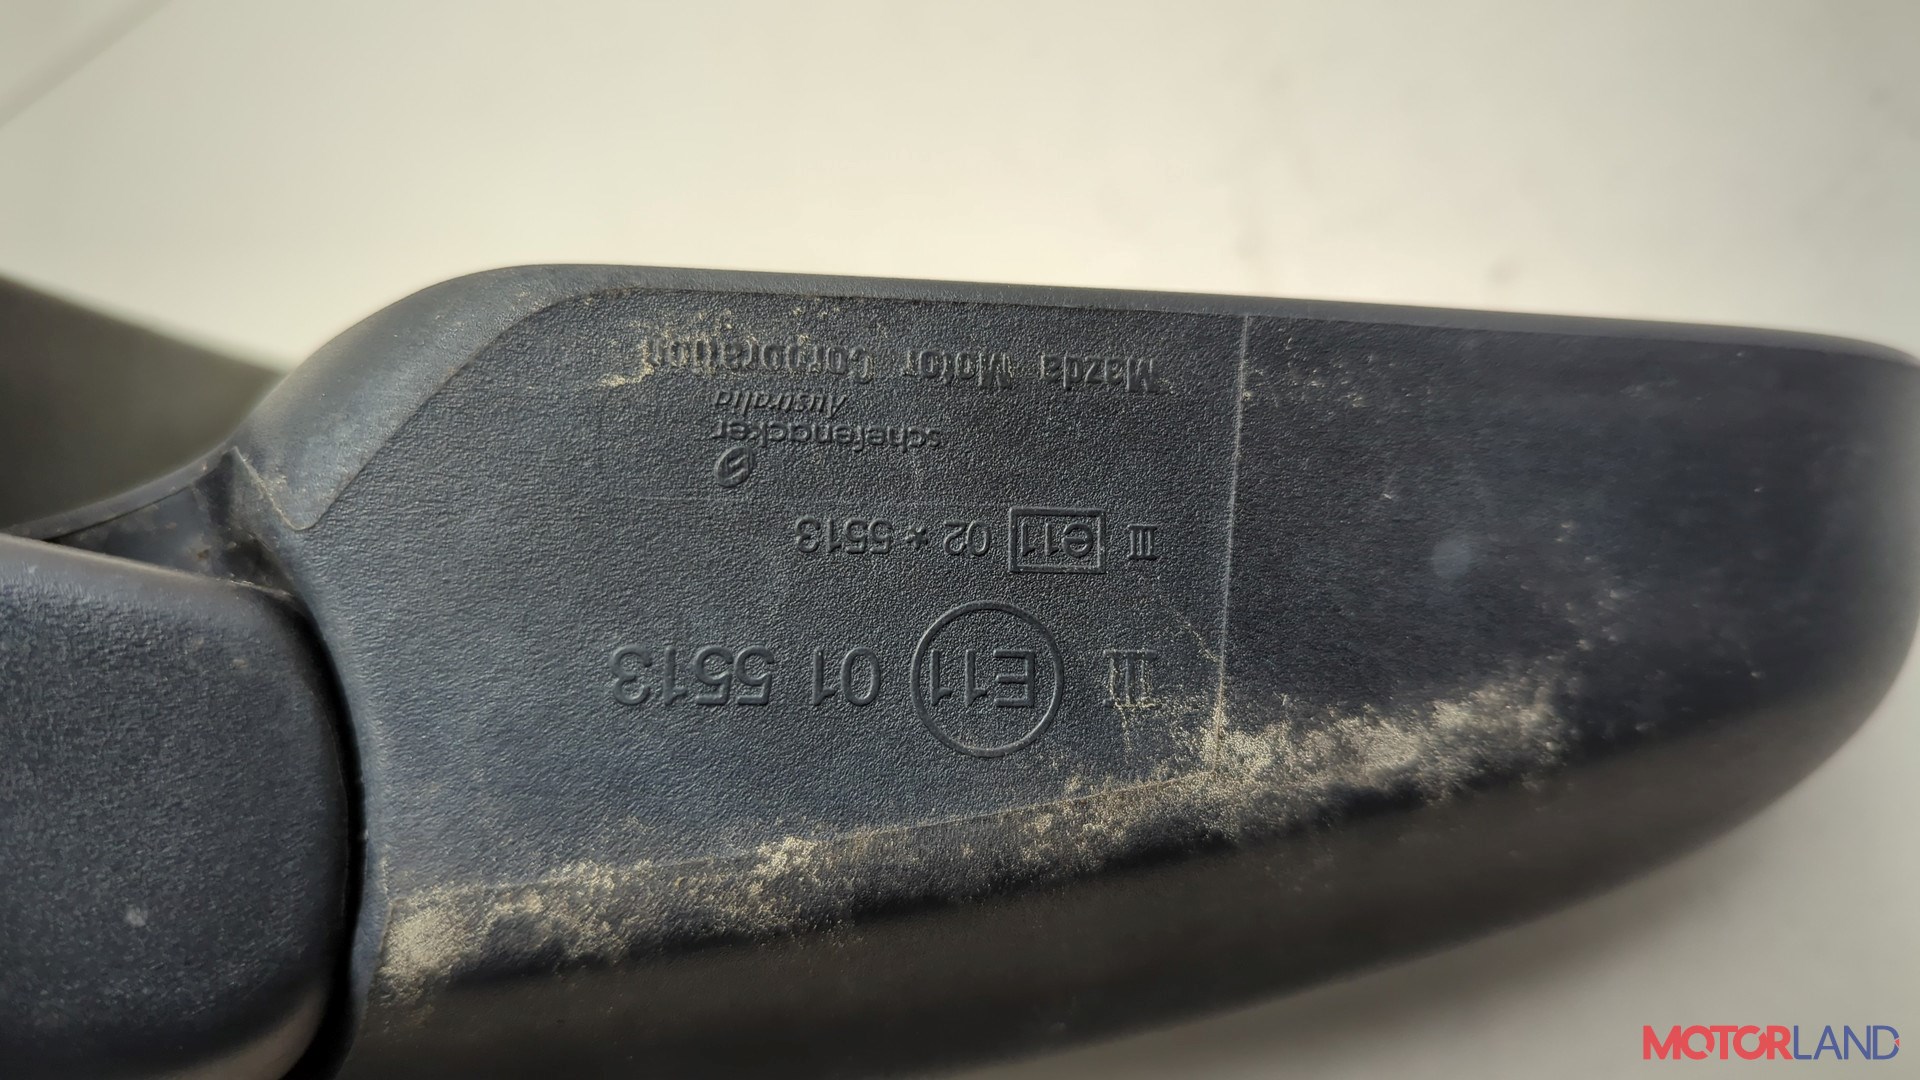 III E11 01 5513
III e11 02 * 5513
schefenacker
Australia
Mazda Motor Corporation
MOTORLAND